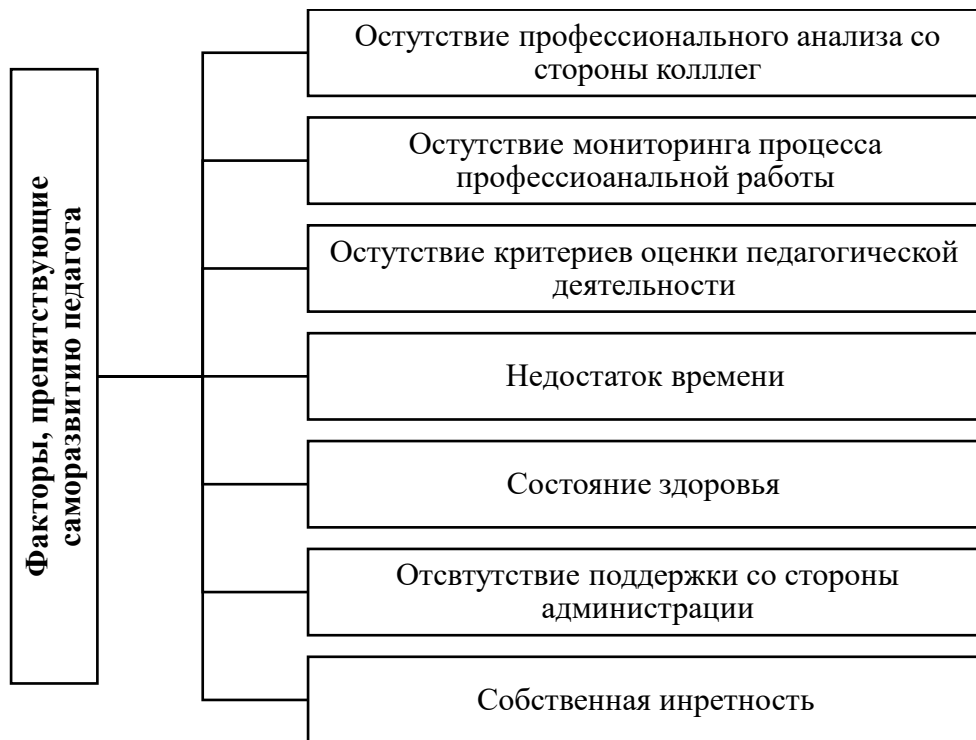 Факторы, препятствующие
саморазвитию педагога
Остутствие профессионального анализа со
стороны колллег
Остутствие мониторинга процесса
профессиоанальной работы
Остутствие критериев оценки педагогической
деятельности
Недостаток времени
Состояние здоровья
Отсвтутствие поддержки со стороны
администрации
Собственная инретность